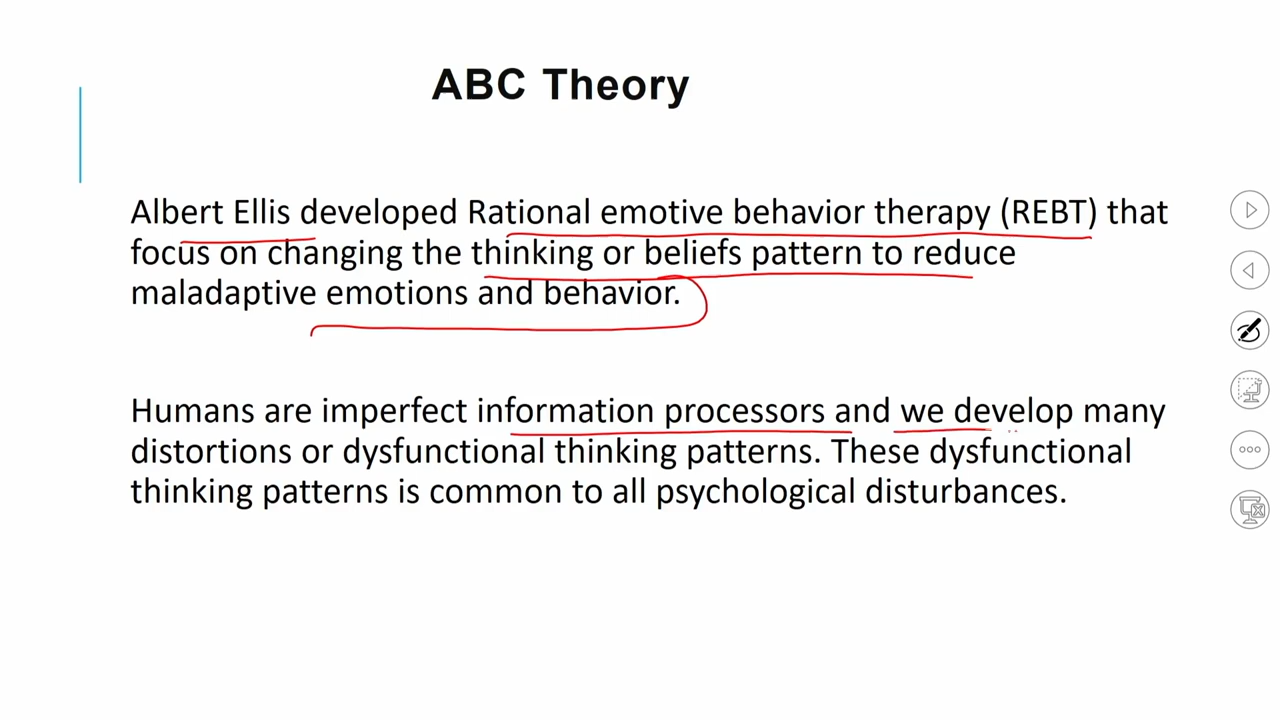 ABC Theory
Albert Ellis developed Rational emotive behavior therapy (REBT) that
focus on changing the thinking or beliefs pattern to reduce
maladaptive emotions and behavior.
Humans are imperfect information processors and we develop many
distortions or dysfunctional thinking patterns. These dysfunctional
thinking patterns is common to all psychological disturbances.